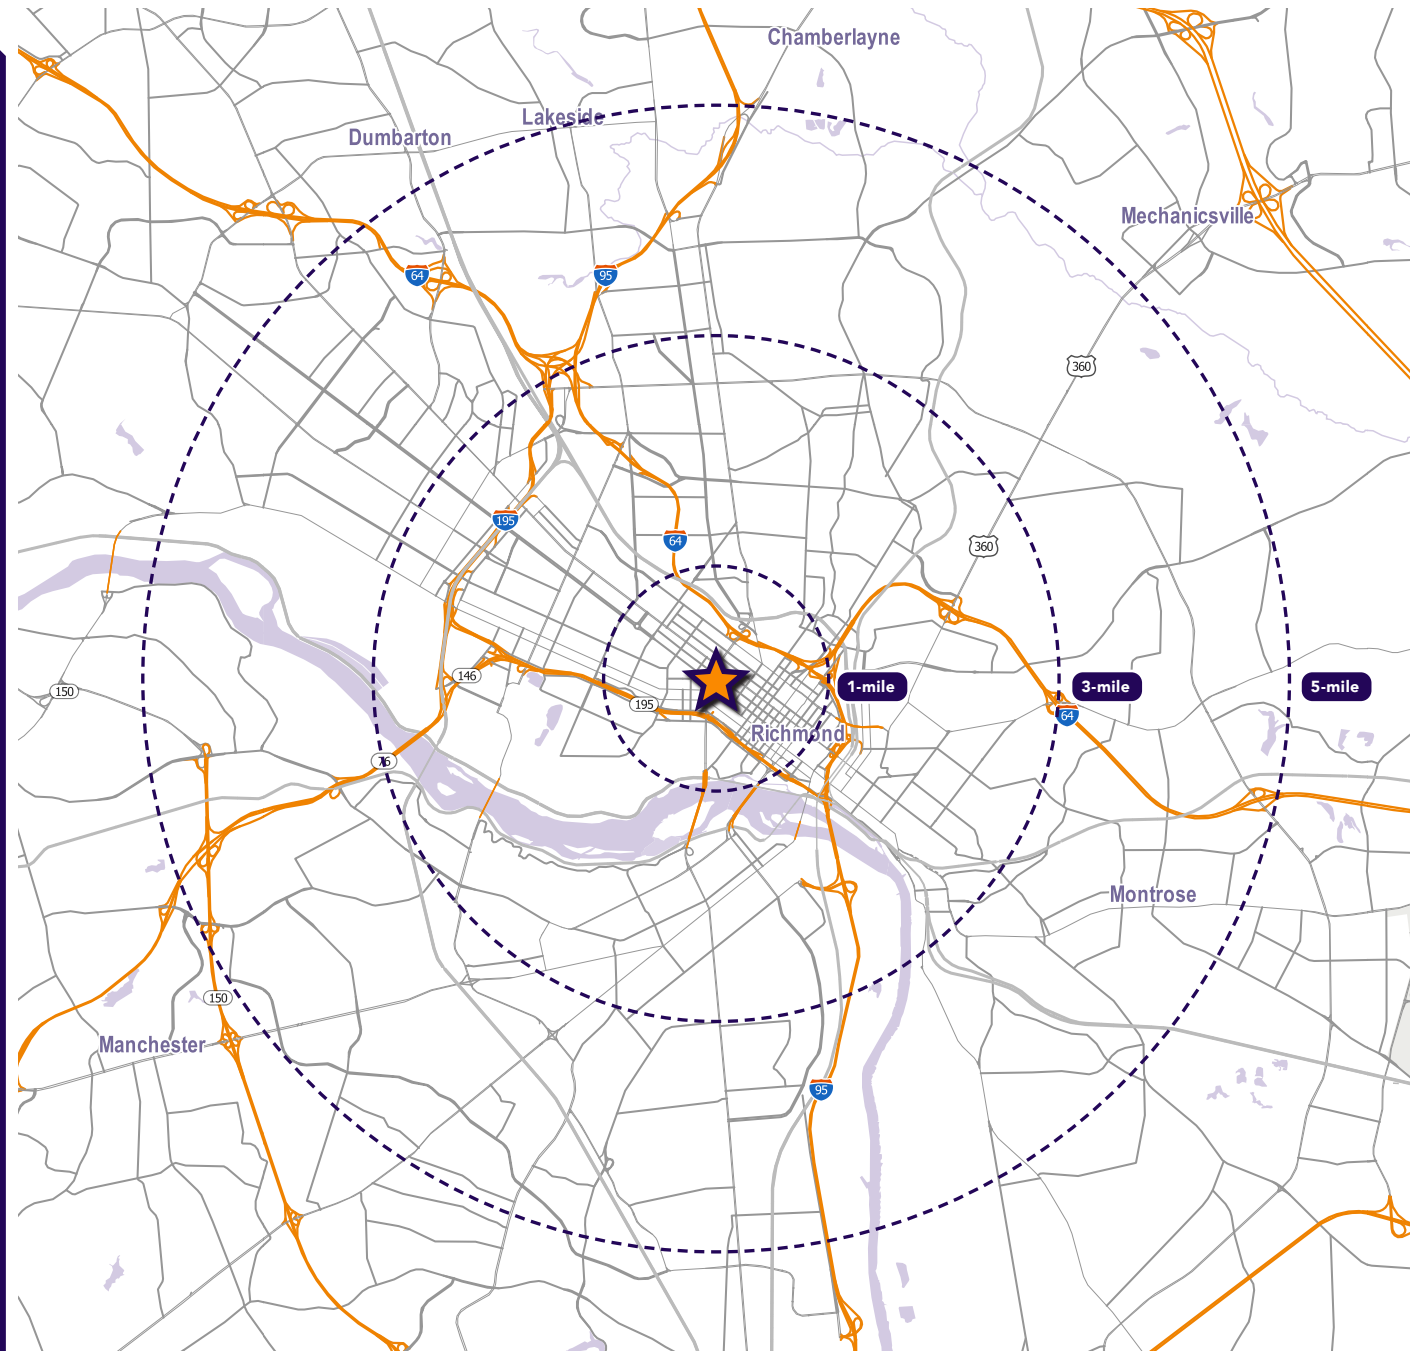 Chamberlayne
Lakeside
Dumbarton
Mechanicsville
64
95
360
195
64
360
146
150
195
1-mile
3-mile
5-mile
64
Richmond
76
Montrose
150
Manchester
95